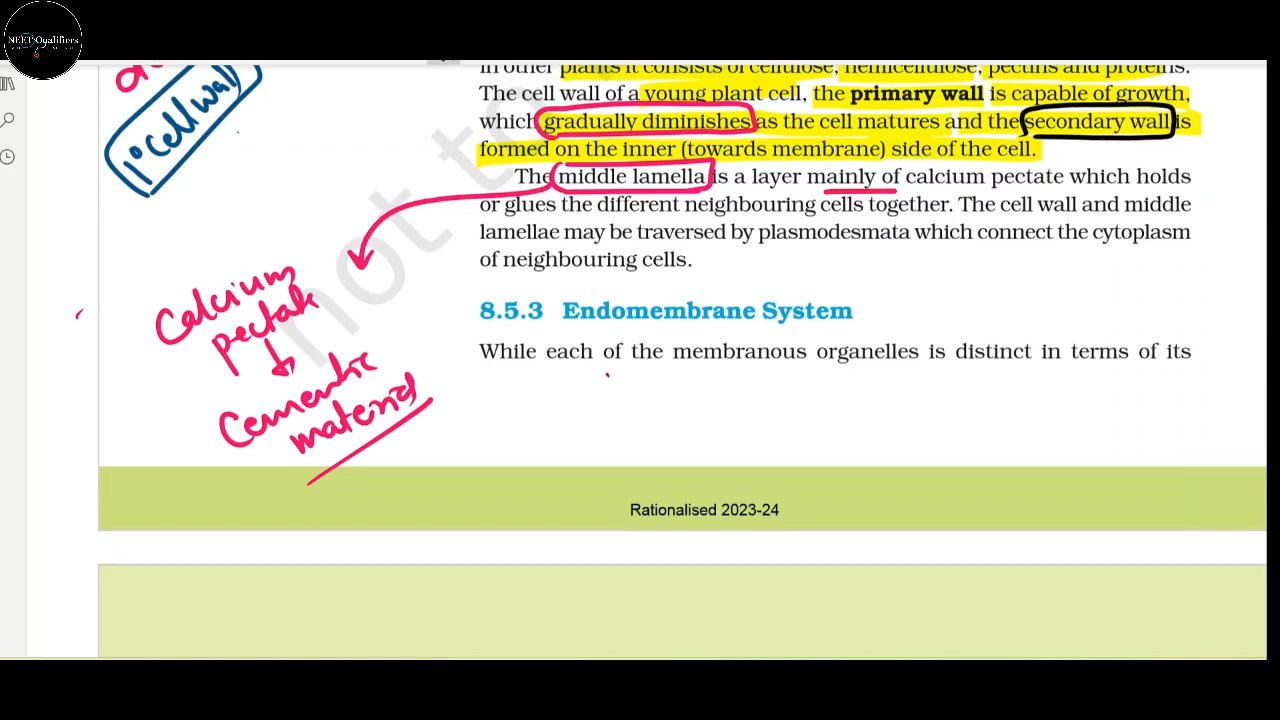 NEET Qualifiers
1° Cell wall
in other plants it consists of cellulose, hemicellulose, pectins and proteins.
The cell wall of a young plant cell, the primary wall is capable of growth,
which gradually diminishes as the cell matures and the secondary wall is
formed on the inner (towards membrane) side of the cell.
The middle lamella is a layer mainly of calcium pectate which holds
or glues the different neighbouring cells together. The cell wall and middle
lamellae may be traversed by plasmodesmata which connect the cytoplasm
of neighbouring cells.
not to
Calcium
pectate
Cementic
material
8.5.3 Endomembrane System
While each of the membranous organelles is distinct in terms of its
Rationalised 2023-24